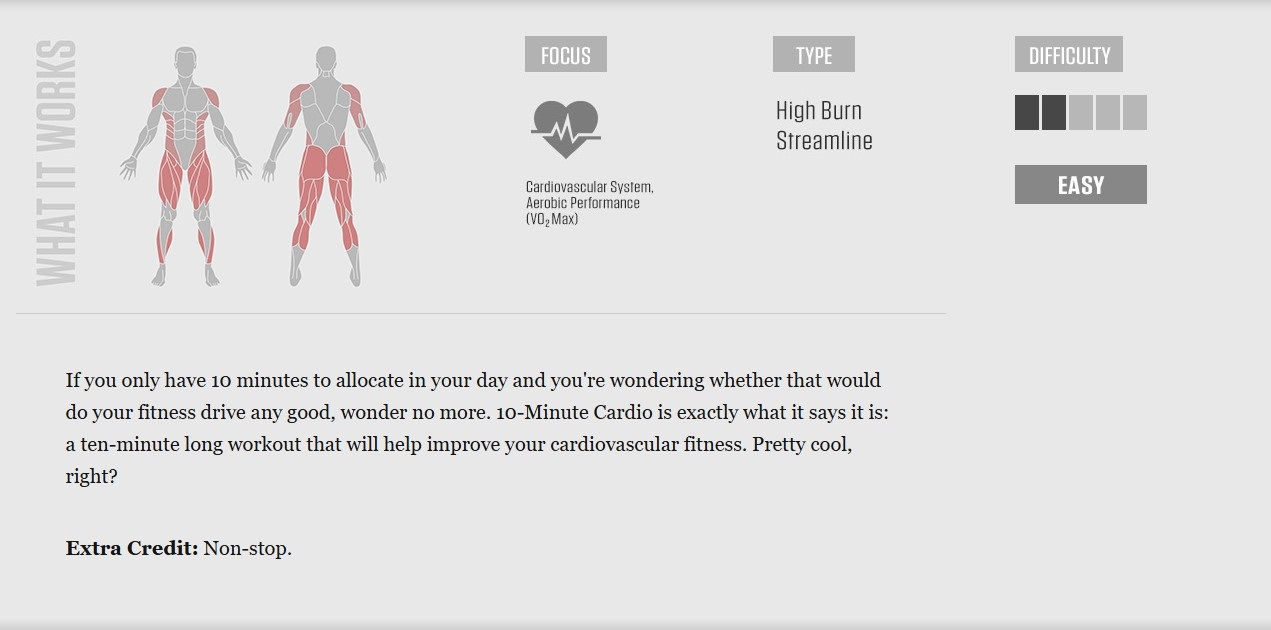 WHAT IT WORKS
FOCUS
Cardiovascular System,
Aerobic Performance
(VO₂ Max)
TYPE
High Burn
Streamline
DIFFICULTY
EASY
If you only have 10 minutes to allocate in your day and you're wondering whether that would
do your fitness drive any good, wonder no more. 10-Minute Cardio is exactly what it says it is:
a ten-minute long workout that will help improve your cardiovascular fitness. Pretty cool,
right?
Extra Credit: Non-stop.